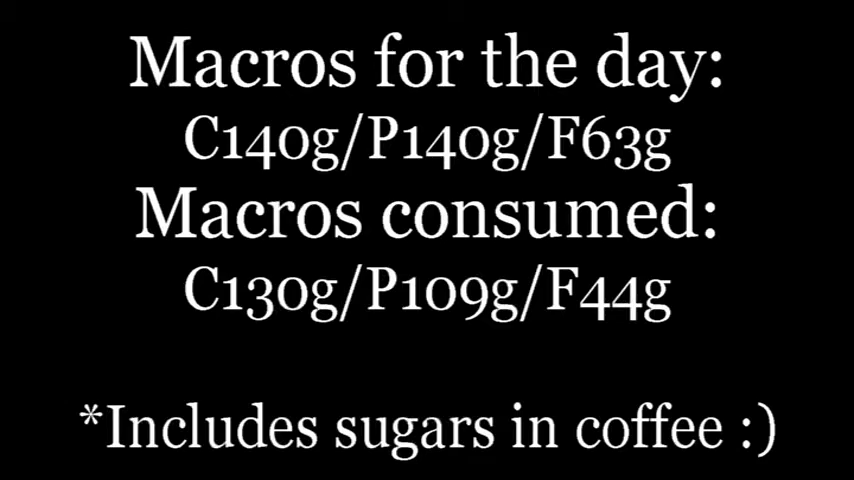 Macros for the day:
C140g/P140g/F63g
Macros consumed:
C130g/P109g/F44g
*Includes sugars in coffee :)